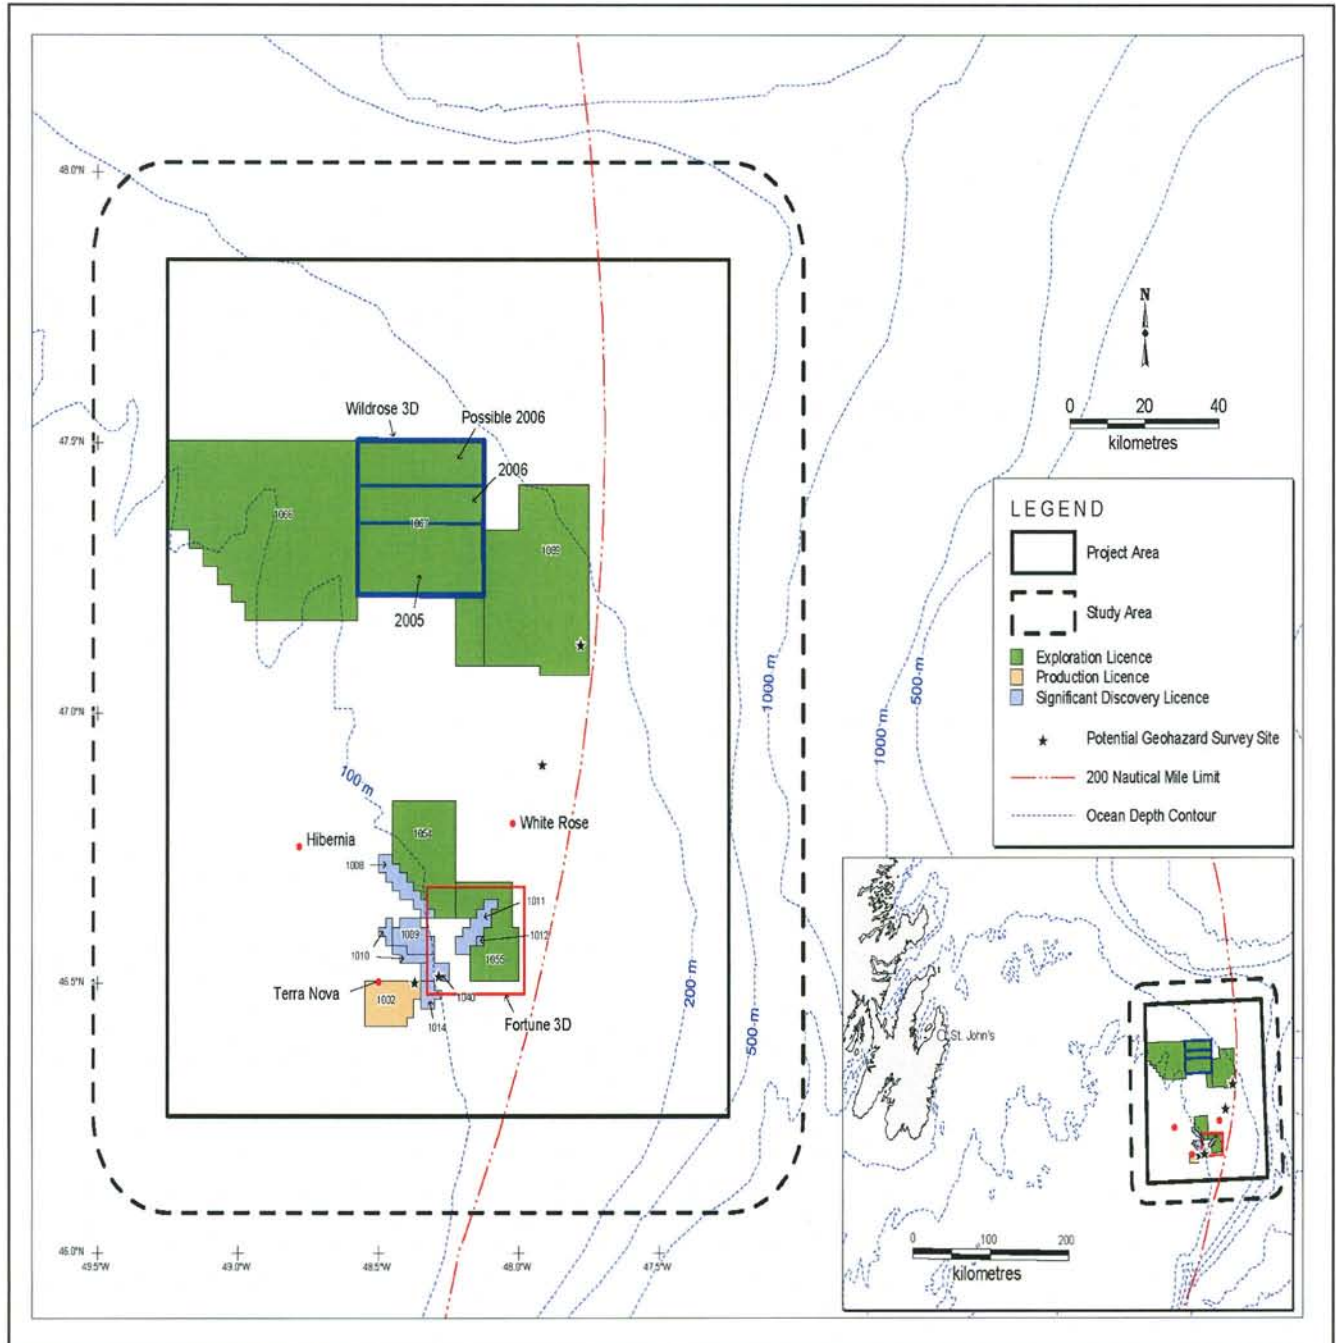 48.0°N
N
0 20 40
kilometres
Wildrose 3D
Possible 2006
47.5°N
2006
LEGEND
1066
1067
1069
Project Area
2005
Study Area
Exploration Licence
Production Licence
Significant Discovery Licence
47.0°N
1000 m
500 m
1000 m
Potential Geohazard Survey Site
100 m
200 Nautical Mile Limit
Ocean Depth Contour
White Rose
Hibernia
1064
1008
1011
1009
1012
1010
1055
46.5°N
Terra Nova
1002
1040
1014
Fortune 3D
200 m
500 m
St. John's
0 100 200
kilometres
49.5°W
49.0°W
48.5°W
48.0°W
47.5°W